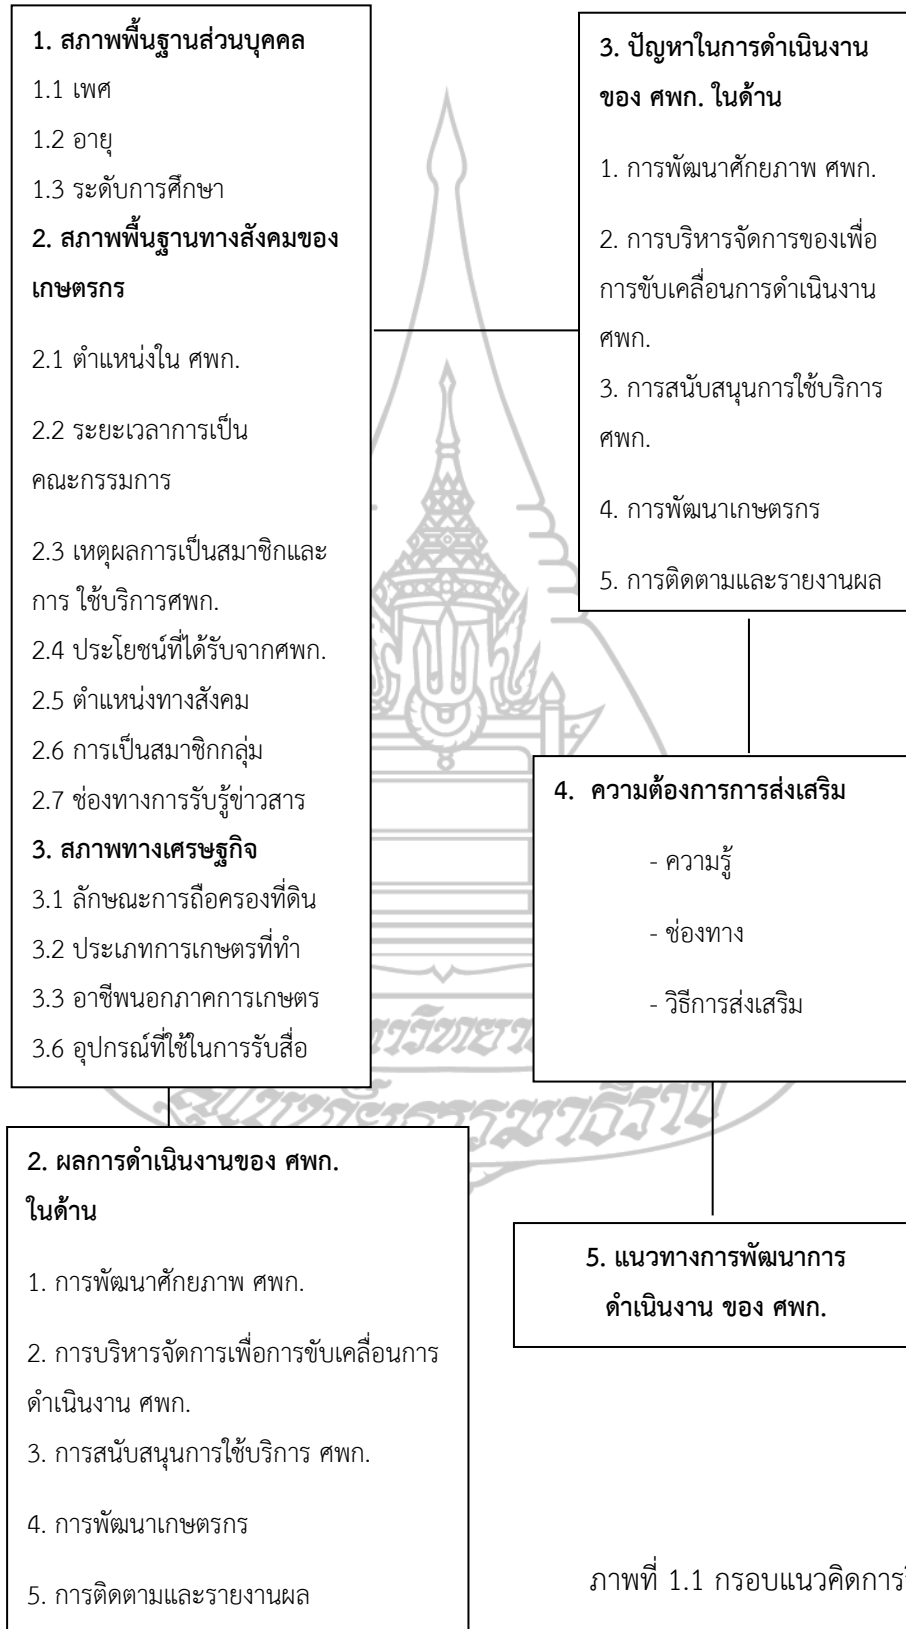 1. สภาพพื้นฐานส่วนบุคคล
1.1 เพศ
1.2 อายุ
1.3 ระดับการศึกษา
2. สภาพพื้นฐานทางสังคมของ
เกษตรกร
2.1 ตำแหน่งใน ศพก.
2.2 ระยะเวลาการเป็น
คณะกรรมการ
2.3 เหตุผลการเป็นสมาชิกและ
การ ใช้บริการศพก.
2.4 ประโยชน์ที่ได้รับจากศพก.
2.5 ตำแหน่งทางสังคม
2.6 การเป็นสมาชิกกลุ่ม
2.7 ช่องทางการรับรู้ข่าวสาร
3. สภาพทางเศรษฐกิจ
3.1 ลักษณะการถือครองที่ดิน
3.2 ประเภทการเกษตรที่ทำ
3.3 อาชีพนอกภาคการเกษตร
3.6 อุปกรณ์ที่ใช้ในการรับสื่อ
3. ปัญหาในการดำเนินงาน
ของ ศพก. ในด้าน
1. การพัฒนาศักยภาพ ศพก.
2. การบริหารจัดการของเพื่อ
การขับเคลื่อนการดำเนินงาน
ศพก.
3. การสนับสนุนการใช้บริการ
ศพก.
4. การพัฒนาเกษตรกร
5. การติดตามและรายงานผล
4. ความต้องการการส่งเสริม
- ความรู้
- ช่องทาง
- วิธีการส่งเสริม
2. ผลการดำเนินงานของ ศพก.
ในด้าน
1. การพัฒนาศักยภาพ ศพก.
2. การบริหารจัดการเพื่อการขับเคลื่อนการ
ดำเนินงาน ศพก.
3. การสนับสนุนการใช้บริการ ศพก.
4. การพัฒนาเกษตรกร
5. การติดตามและรายงานผล
5. แนวทางการพัฒนาการ
ดำเนินงาน ของ ศพก.
ภาพที่ 1.1 กรอบแนวคิดการ